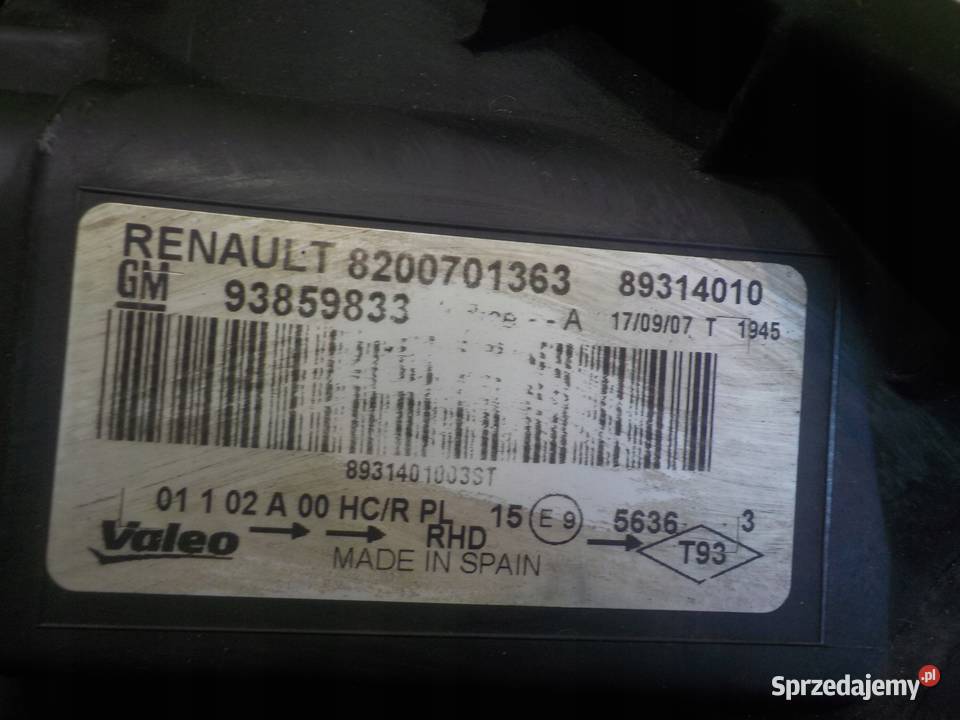 RENAULT 8200701363 89314010
GM 93859833 A 17/09/07 T 1945
8931401003ST
01 1 02 A 00 HC/R PL 15 E 9 5636 3
Valeo RHD T93
MADE IN SPAIN
Sprzedajemy.pl